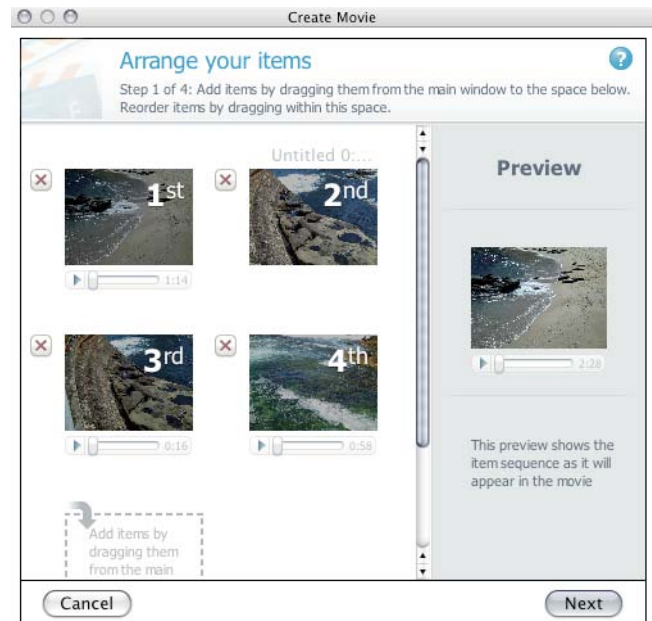 Create Movie
Arrange your items
?
Step 1 of 4: Add items by dragging them from the main window to the space below.
Reorder items by dragging within this space.
Untitled 0:...
1st
2nd
1:14
3rd
4th
0:16
0:58
Add items by
dragging them
from the main
Preview
2:28
This preview shows the
item sequence as it will
appear in the movie
Cancel
Next